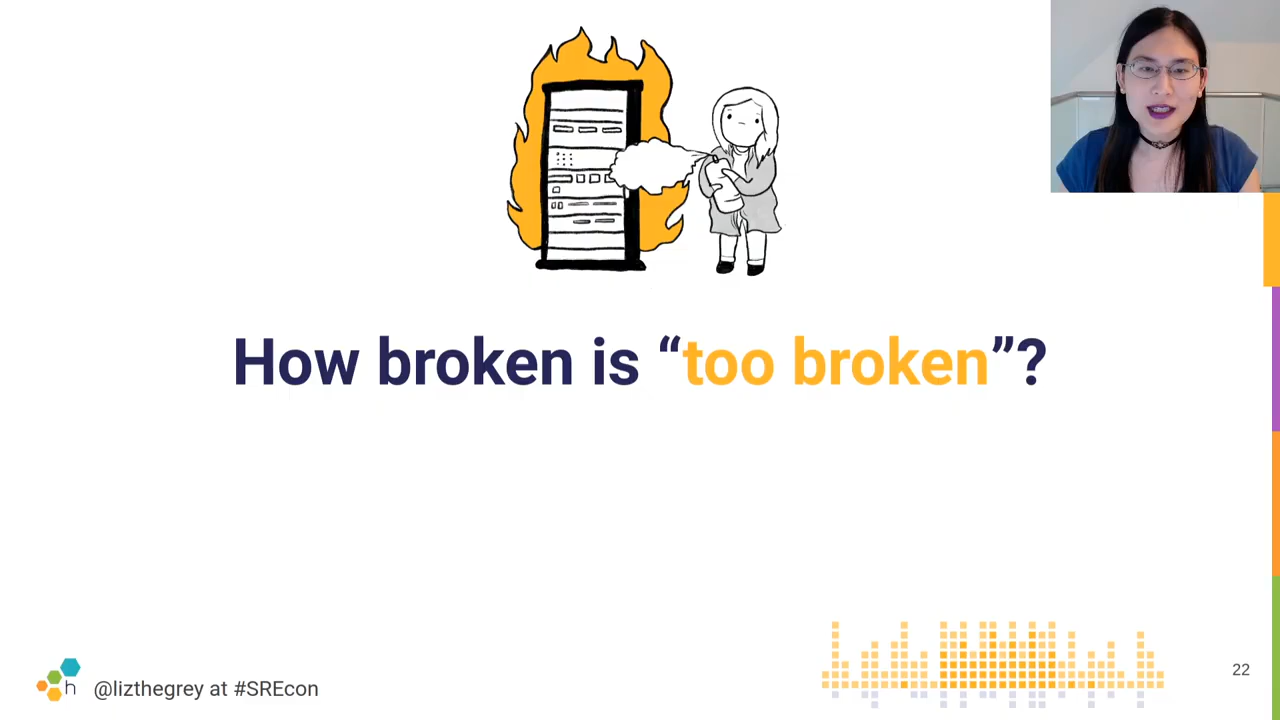 How broken is “too broken”?
h
@lizthegrey at #SREcon
22